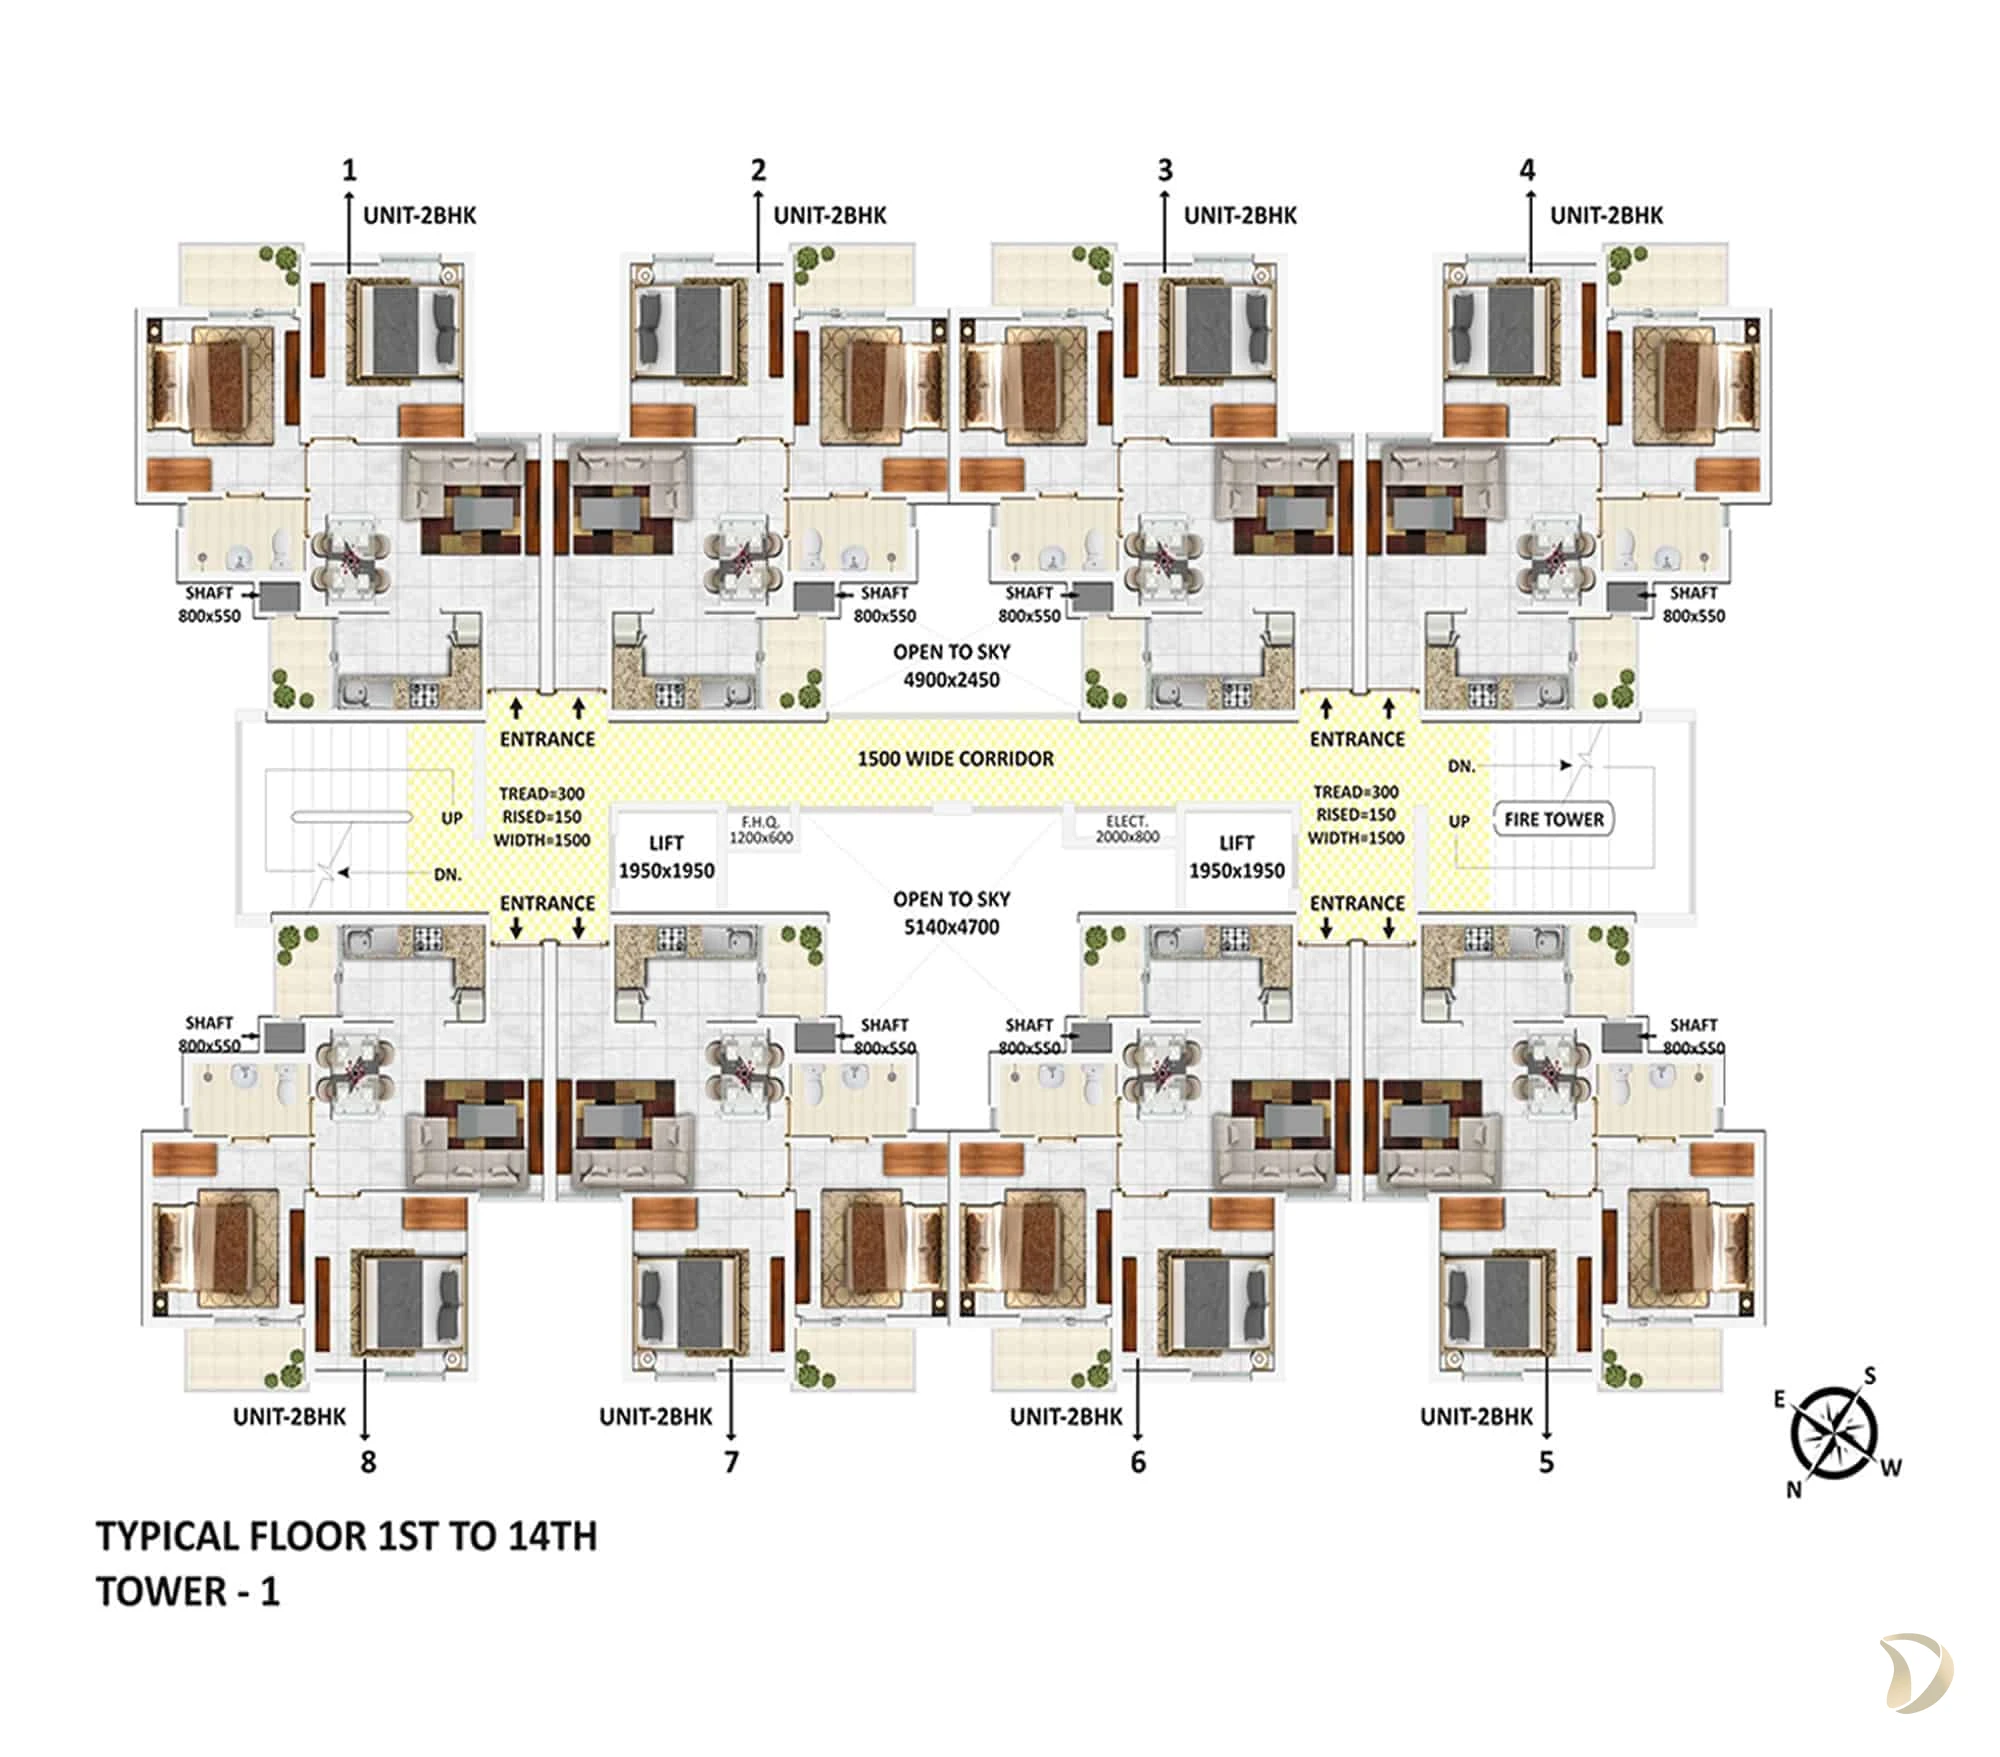 1
2
3
4
UNIT-2BHK
UNIT-2BHK
UNIT-2BHK
UNIT-2BHK
SHAFT
800x550
SHAFT
800x550
SHAFT
800x550
SHAFT
800x550
OPEN TO SKY
4900x2450
ENTRANCE
ENTRANCE
1500 WIDE CORRIDOR
DN.
TREAD=300
RISED=150
WIDTH=1500
TREAD=300
RISED=150
WIDTH=1500
UP
UP
FIRE TOWER
F.H.Q.
1200x600
ELECT.
2000x800
LIFT
1950x1950
LIFT
1950x1950
DN.
ENTRANCE
ENTRANCE
OPEN TO SKY
5140x4700
SHAFT
800x550
SHAFT
800x550
SHAFT
800x550
SHAFT
800x550
UNIT-2BHK
UNIT-2BHK
UNIT-2BHK
UNIT-2BHK
8
7
6
5
S
E
W
N
TYPICAL FLOOR 1ST TO 14TH
TOWER - 1